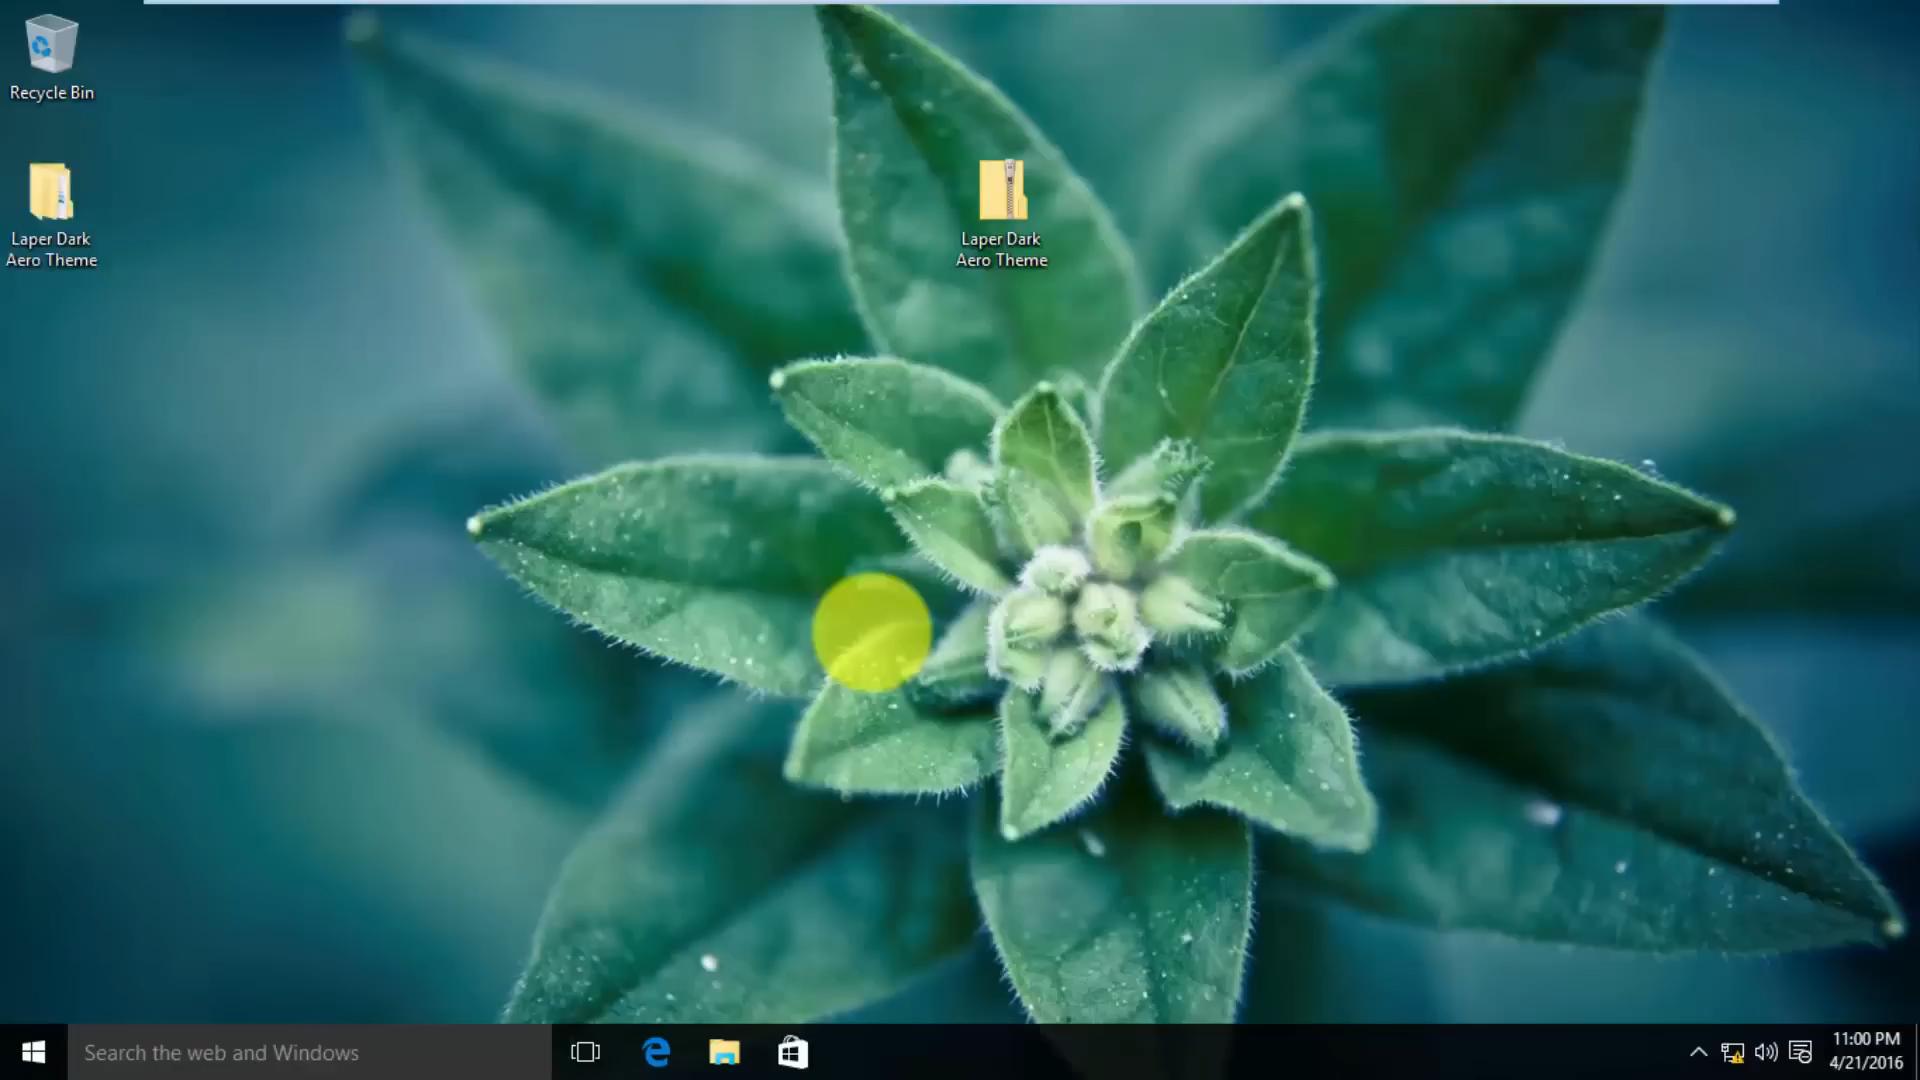 Recycle Bin
Laper Dark
Aero Theme
Laper Dark
Aero Theme
Search the web and Windows
11:00 PM
4/21/2016